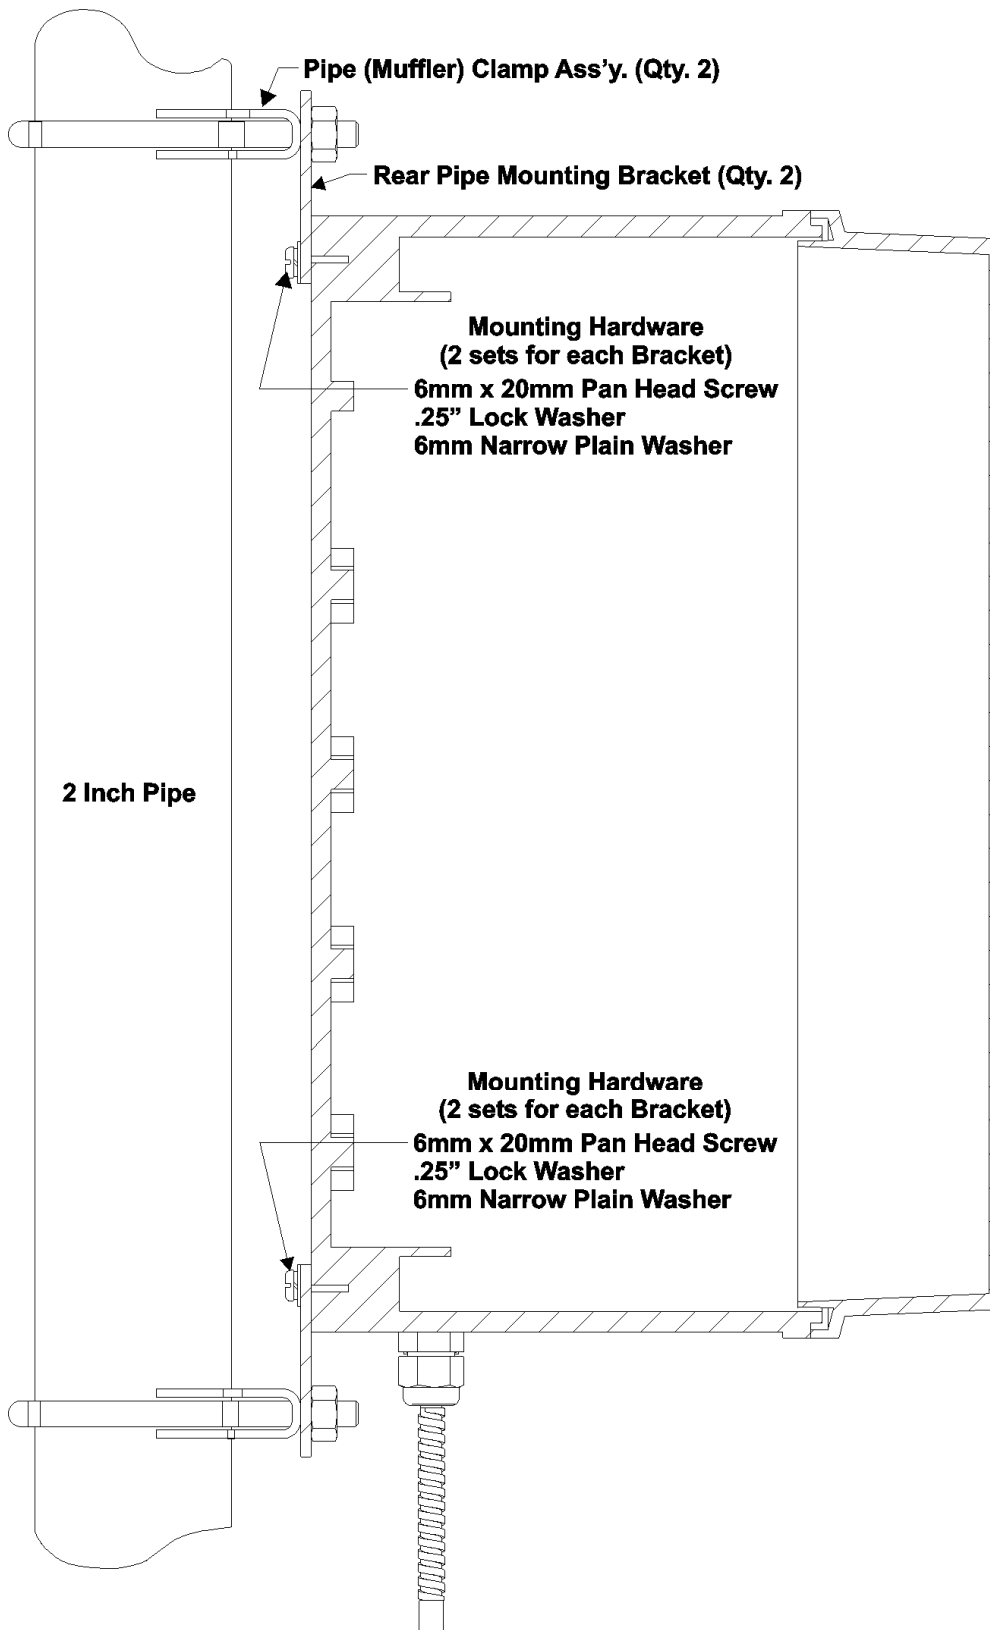 Pipe (Muffler) Clamp Ass’y. (Qty. 2)
Rear Pipe Mounting Bracket (Qty. 2)
Mounting Hardware
(2 sets for each Bracket)
6mm x 20mm Pan Head Screw
.25” Lock Washer
6mm Narrow Plain Washer
2 Inch Pipe
Mounting Hardware
(2 sets for each Bracket)
6mm x 20mm Pan Head Screw
.25” Lock Washer
6mm Narrow Plain Washer